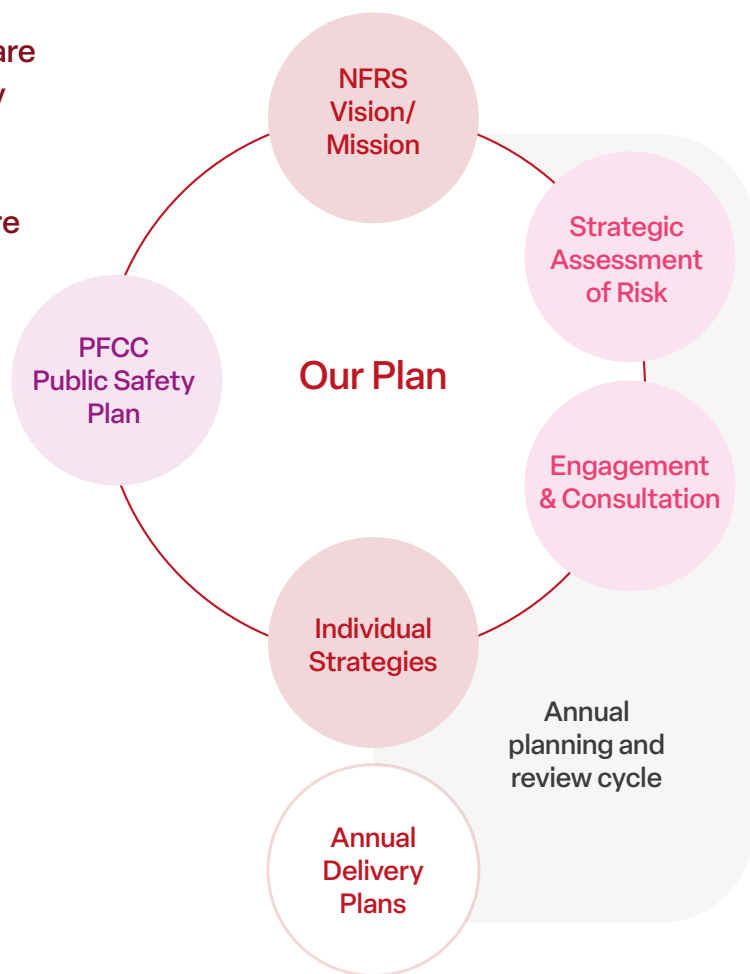 NFRS
Vision/
Mission
Strategic
Assessment
of Risk
PFCC
Public Safety
Plan
Our Plan
Engagement
& Consultation
Individual
Strategies
Annual
planning and
review cycle
Annual
Delivery
Plans